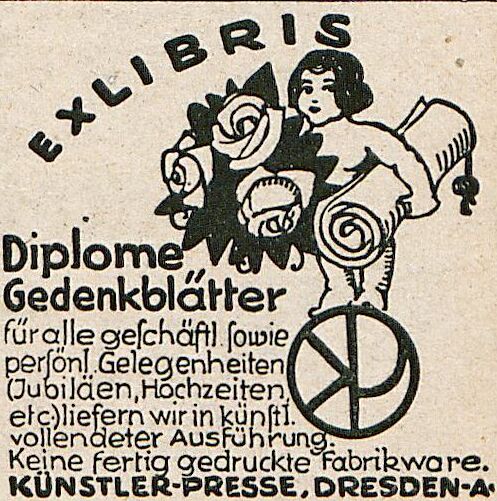 EXLIBRIS
Diplome
Gedenkblätter
für alle geſchäftl. ſowie
perſönl. Gelegenheiten
(Jubiläen, Hochzeiten,
etc.) liefern wir in künſtl.
vollendeter Ausführung.
Keine fertig gedruckte Fabrikware.
KÜNSTLER-PRESSE, DRESDEN-A